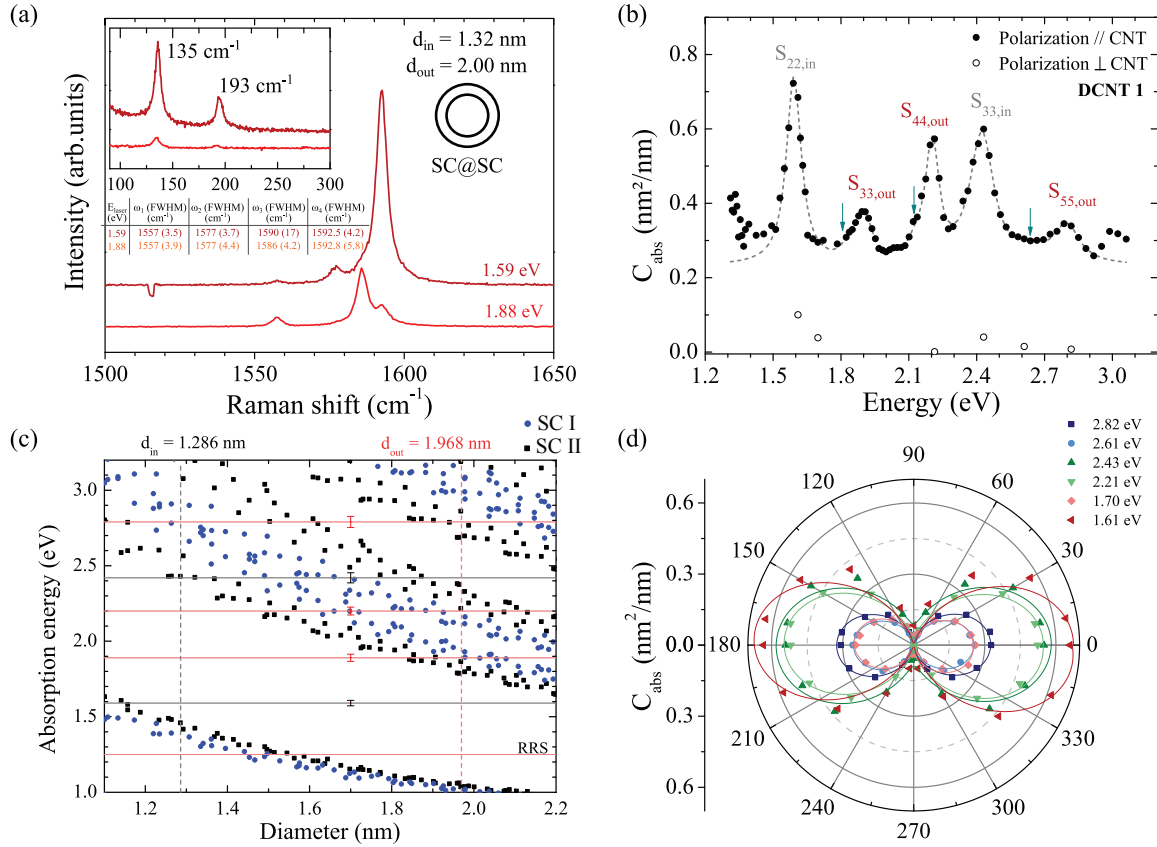 (a)
135 cm-1
193 cm-1
90 100 150 200 250 300
d_in = 1.32 nm
d_out = 2.00 nm
SC@SC
E_laser (eV) ω1 (FWHM) (cm-1) ω2 (FWHM) (cm-1) ω3 (FWHM) (cm-1) ω4 (FWHM) (cm-1)
1.59 1557 (3.5) 1577 (3.7) 1590 (17) 1592.5 (4.2)
1.88 1557 (3.9) 1577 (4.4) 1586 (4.2) 1592.8 (5.8)
1.59 eV
1.88 eV
Intensity (arb.units)
1500 1550 1600 1650
Raman shift (cm-1)
(b)
Polarization // CNT
Polarization ⊥ CNT
DCNT 1
S22,in
S33,out
S44,out
S33,in
S55,out
C_abs (nm²/nm)
0.8
0.6
0.4
0.2
0.0
1.2 1.5 1.8 2.1 2.4 2.7 3.0
Energy (eV)
(c)
d_in = 1.286 nm
d_out = 1.968 nm
SC I
SC II
RRS
Absorption energy (eV)
3.0
2.5
2.0
1.5
1.0
1.2 1.4 1.6 1.8 2.0 2.2
Diameter (nm)
(d)
2.82 eV
2.61 eV
2.43 eV
2.21 eV
1.70 eV
1.61 eV
C_abs (nm²/nm)
0.6
0.3
0.0
0.3
0.6
90
120 60
150 30
180 0
210 330
240 300
270